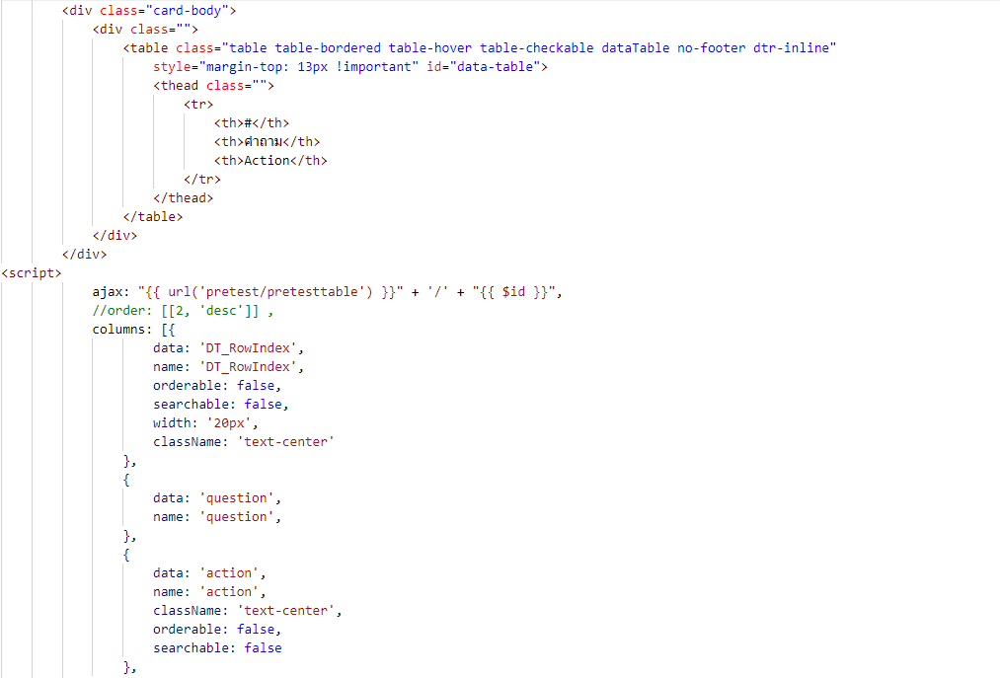 <div class="card-body">
<div class="">
<table class="table table-bordered table-hover table-checkable dataTable no-footer dtr-inline"
style="margin-top: 13px !important" id="data-table">
<thead class="">
<tr>
<th>#</th>
<th>คำถาม</th>
<th>Action</th>
</tr>
</thead>
</table>
</div>
</div>
<script>
ajax: "{{ url('pretest/pretesttable') }}" + '/' + "{{ $id }}",
//order: [[2, 'desc']] ,
columns: [{
data: 'DT_RowIndex',
name: 'DT_RowIndex',
orderable: false,
searchable: false,
width: '20px',
className: 'text-center'
},
{
data: 'question',
name: 'question',
},
{
data: 'action',
name: 'action',
className: 'text-center',
orderable: false,
searchable: false
},